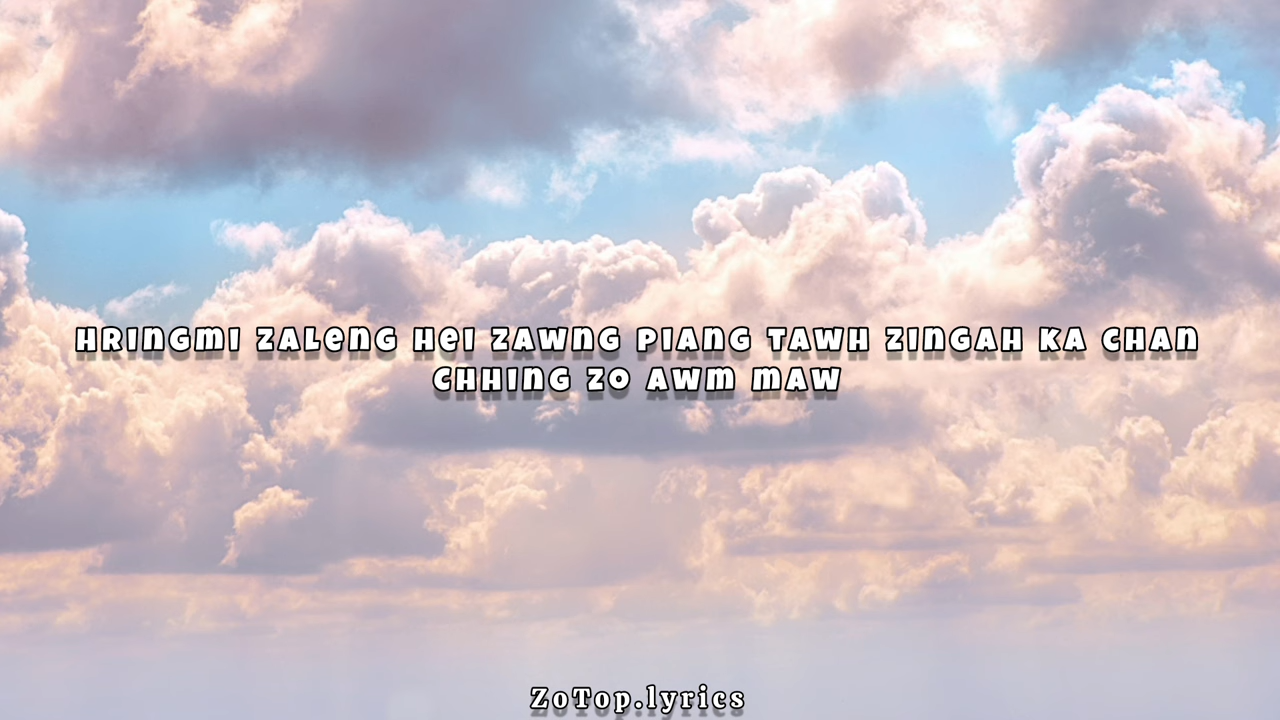 HRINGMI ZALENG HEI ZAWNG PIANG TAWH ZINGAH KA CHAN
CHHING ZO AWM MAW
ZoTop.lyrics